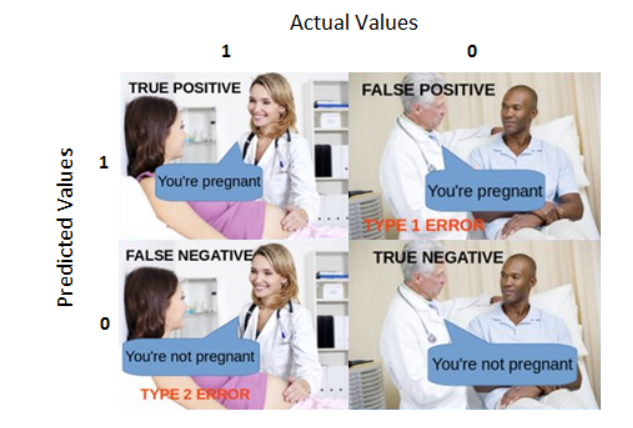 Actual Values
1 0
TRUE POSITIVE
FALSE POSITIVE
Predicted Values
1
You're pregnant
You're pregnant
TYPE 1 ERROR
FALSE NEGATIVE
TRUE NEGATIVE
0
You're not pregnant
You're not pregnant
TYPE 2 ERROR